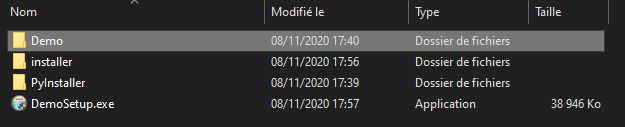 Nom Modifié le Type Taille
Demo 08/11/2020 17:40 Dossier de fichiers
installer 08/11/2020 17:56 Dossier de fichiers
PyInstaller 08/11/2020 17:39 Dossier de fichiers
DemoSetup.exe 08/11/2020 17:57 Application 38 946 Ko